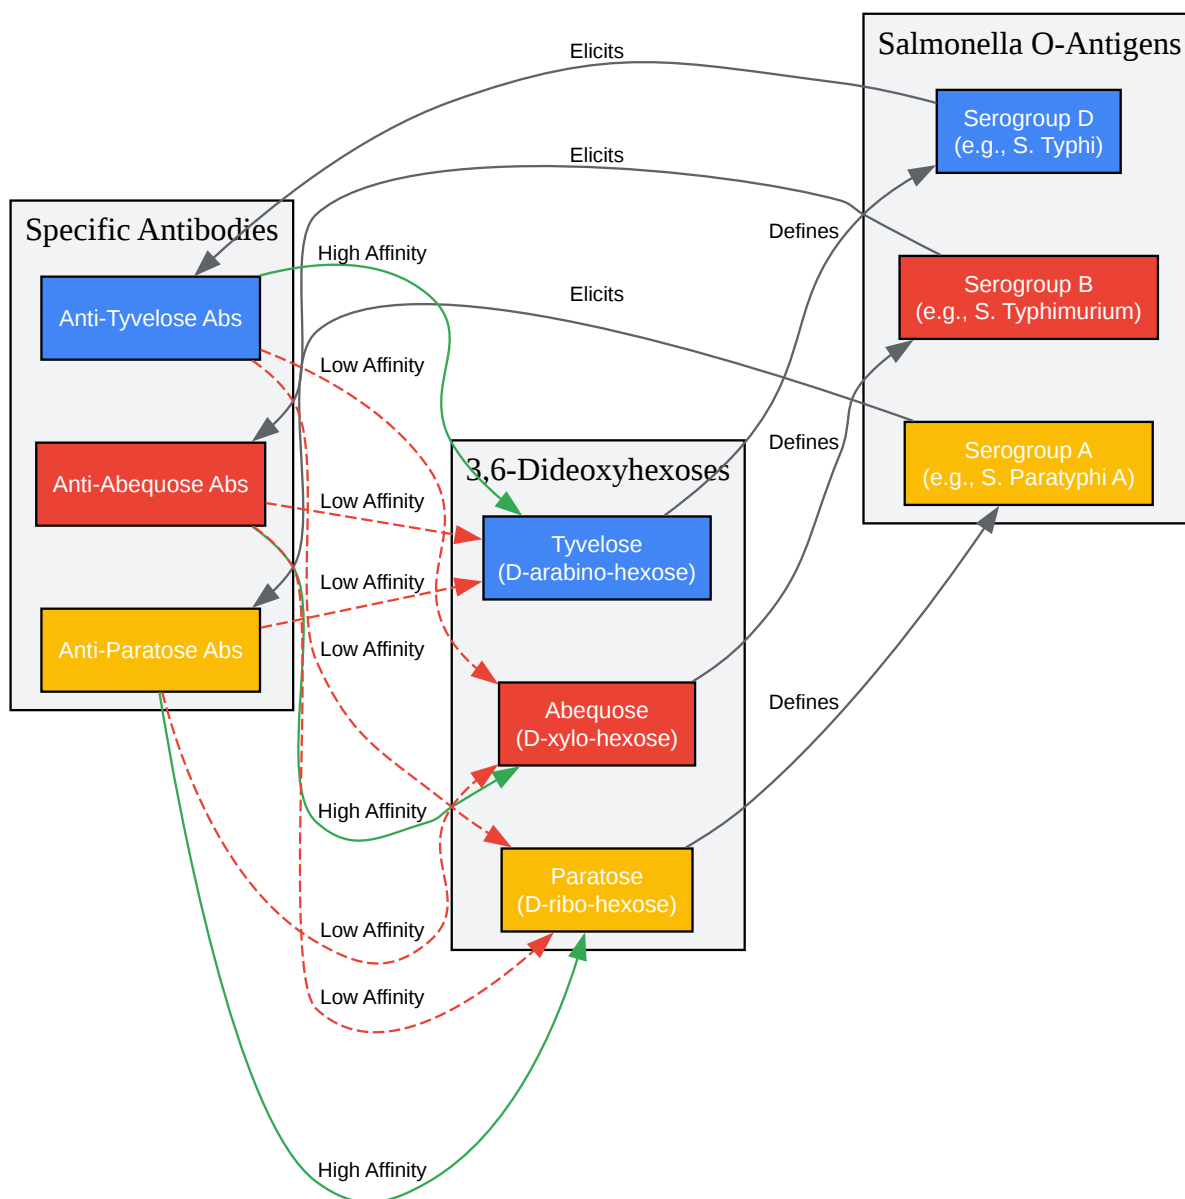 Salmonella O-Antigens
Elicits
Serogroup D
(e.g., S. Typhi)
Elicits
Specific Antibodies
Defines
High Affinity
Serogroup B
(e.g., S. Typhimurium)
Elicits
Anti-Tyvelose Abs
Low Affinity
Defines
Serogroup A
(e.g., S. Paratyphi A)
3,6-Dideoxyhexoses
Anti-Abequose Abs
Low Affinity
Tyvelose
(D-arabino-hexose)
Low Affinity
Anti-Paratose Abs
Low Affinity
Defines
Abequose
(D-xylo-hexose)
High Affinity
Paratose
(D-ribo-hexose)
Low Affinity
Low Affinity
High Affinity